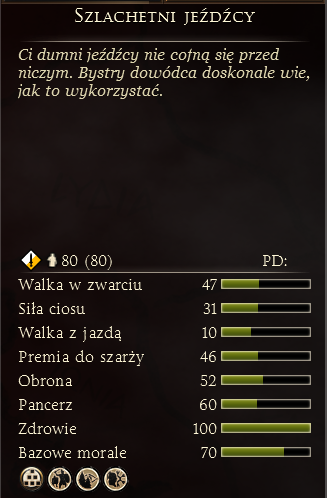 Szlachetni jeźdźcy
Ci dumni jeźdźcy nie cofną się przed
niczym. Bystry dowódca doskonale wie,
jak to wykorzystać.
80 (80) PD:
Walka w zwarciu 47
Siła ciosu 31
Walka z jazdą 10
Premia do szarży 46
Obrona 52
Pancerz 60
Zdrowie 100
Bazowe morale 70